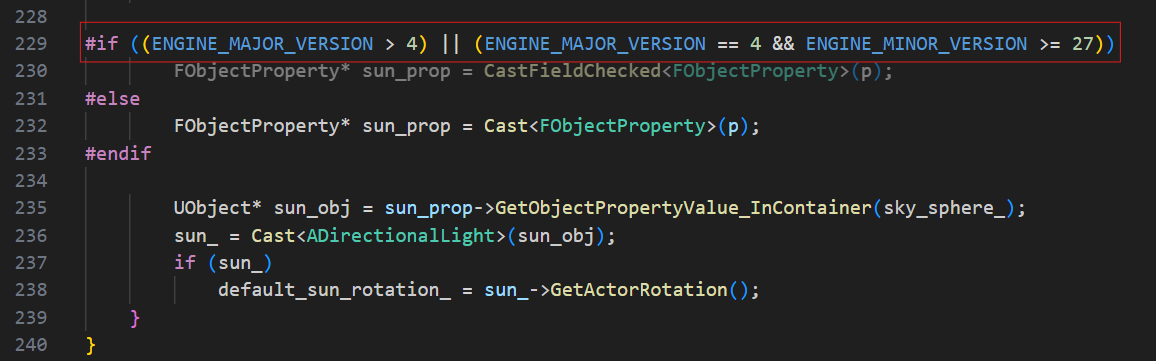 228
229 #if ((ENGINE_MAJOR_VERSION > 4) || (ENGINE_MAJOR_VERSION == 4 && ENGINE_MINOR_VERSION >= 27))
230         FObjectProperty* sun_prop = CastFieldChecked<FObjectProperty>(p);
231 #else
232         FObjectProperty* sun_prop = Cast<FObjectProperty>(p);
233 #endif
234
235         UObject* sun_obj = sun_prop->GetObjectPropertyValue_InContainer(sky_sphere_);
236         sun_ = Cast<ADirectionalLight>(sun_obj);
237         if (sun_)
238             default_sun_rotation_ = sun_->GetActorRotation();
239     }
240 }